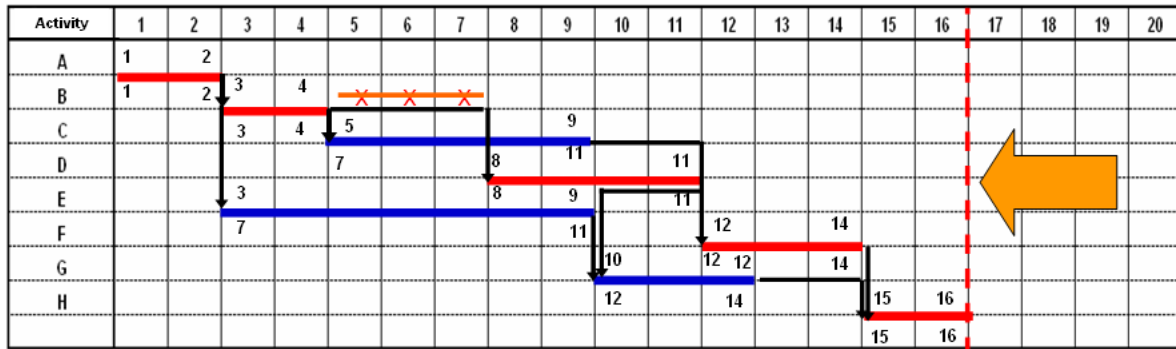 Activity 1 2 3 4 5 6 7 8 9 10 11 12 13 14 15 16 17 18 19 20
A 1 2
1 2 3 4
B
3 4 5 9
C
7 11
D 8 11
E 3 8 9 11
7 11 12 14
F
10 12 12 14
G
12 14 15 16
H
15 16